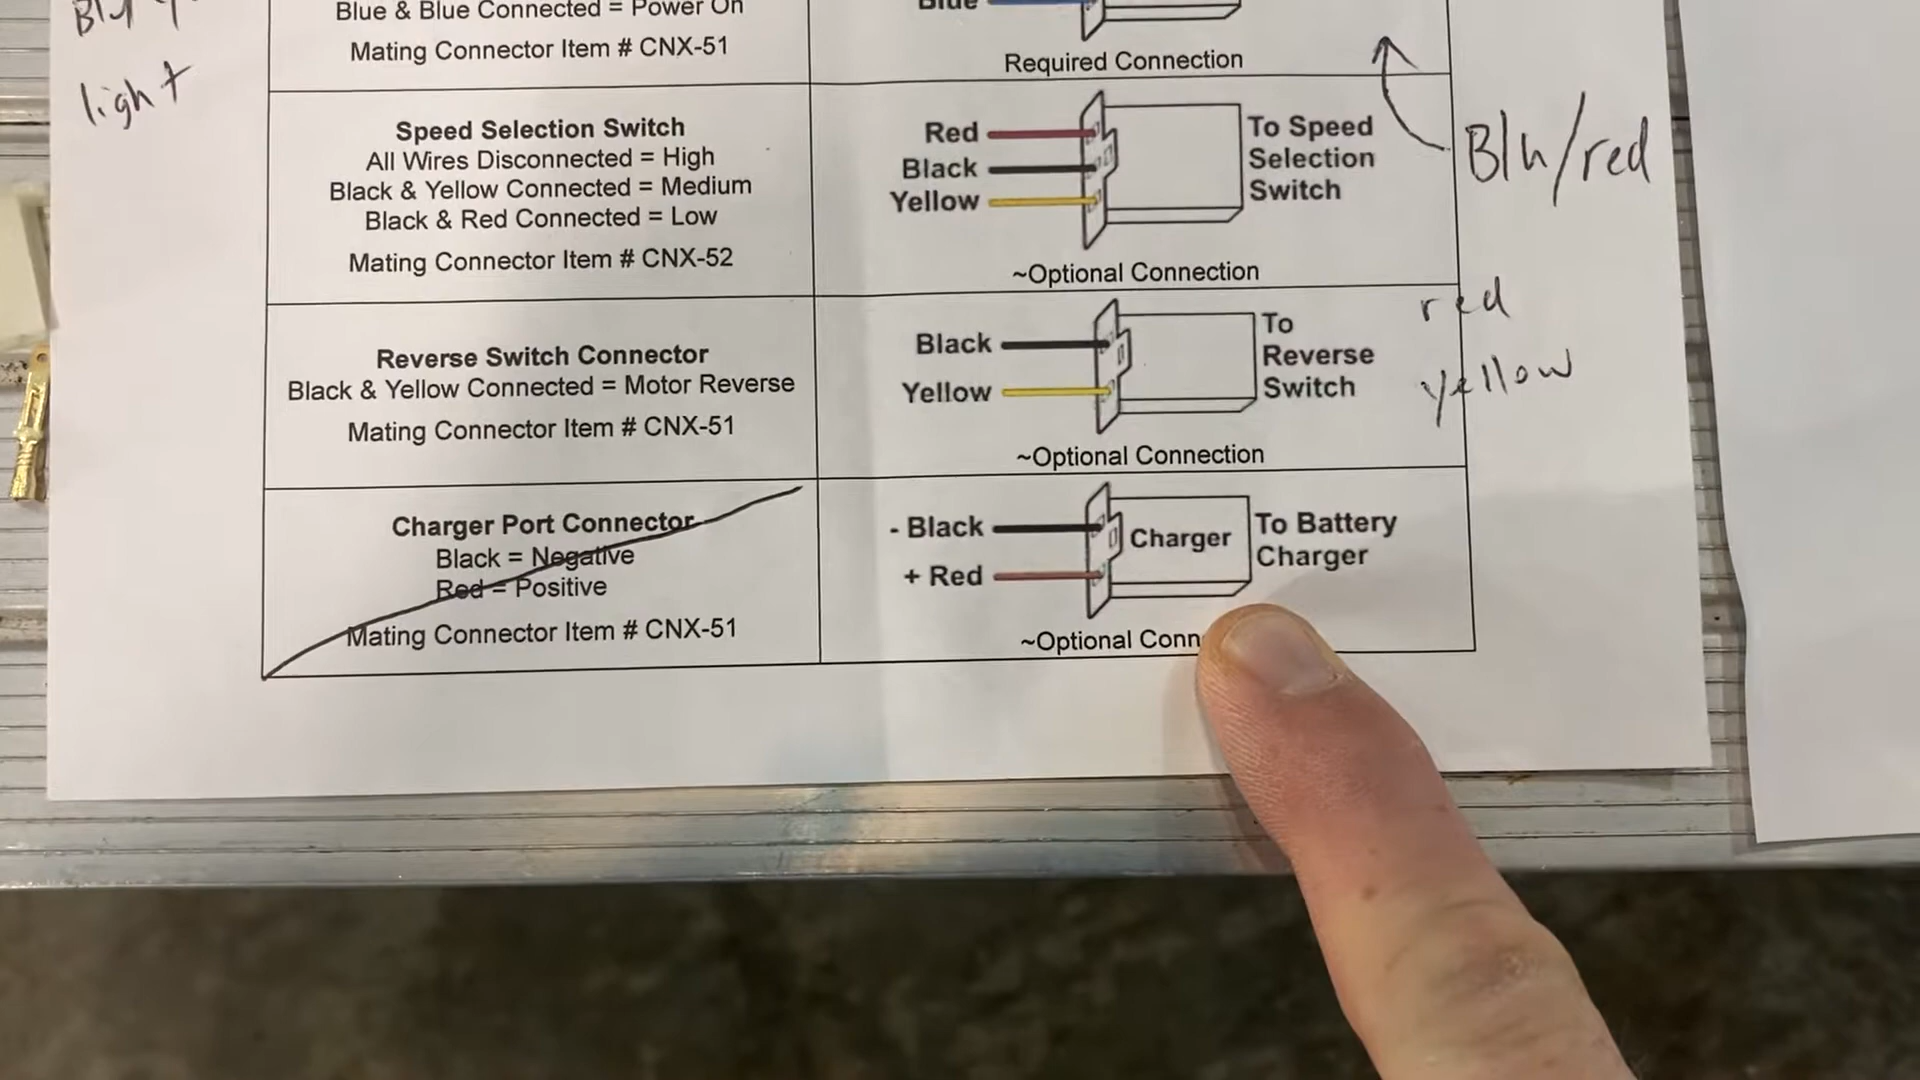 Blue & Blue Connected = Power On
Mating Connector Item # CNX-51
Blue
Required Connection
light
Speed Selection Switch
All Wires Disconnected = High
Black & Yellow Connected = Medium
Black & Red Connected = Low
Mating Connector Item # CNX-52
Red
Black
Yellow
To Speed
Selection
Switch
~Optional Connection
Blu/red
Reverse Switch Connector
Black & Yellow Connected = Motor Reverse
Mating Connector Item # CNX-51
Black
Yellow
To
Reverse
Switch
~Optional Connection
red
yellow
Charger Port Connector
Black = Negative
Red = Positive
Mating Connector Item # CNX-51
- Black
+ Red
Charger
To Battery
Charger
~Optional Conn